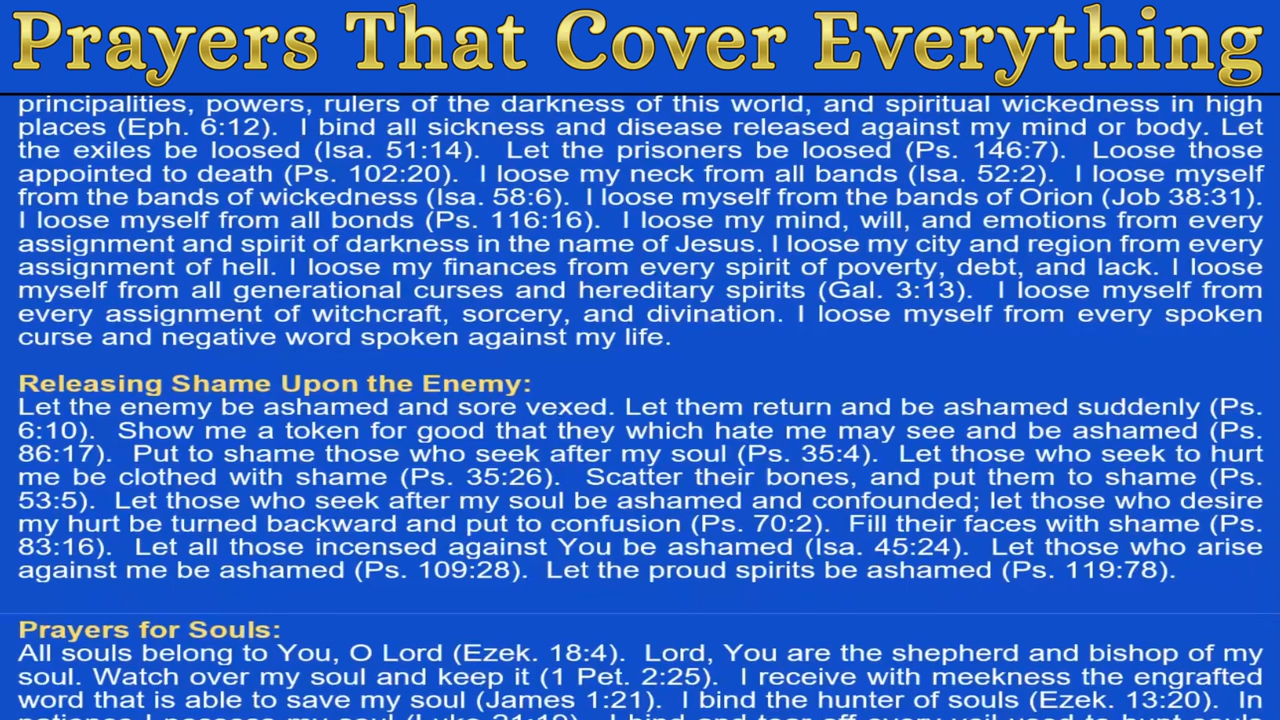 Prayers That Cover Everything
principalities, powers, rulers of the darkness of this world, and spiritual wickedness in high
places (Eph. 6:12).  I bind all sickness and disease released against my mind or body. Let
the exiles be loosed (Isa. 51:14).  Let the prisoners be loosed (Ps. 146:7).  Loose those
appointed to death (Ps. 102:20).  I loose my neck from all bands (Isa. 52:2).  I loose myself
from the bands of wickedness (Isa. 58:6).  I loose myself from the bands of Orion (Job 38:31).
I loose myself from all bonds (Ps. 116:16).  I loose my mind, will, and emotions from every
assignment and spirit of darkness in the name of Jesus. I loose my city and region from every
assignment of hell. I loose my finances from every spirit of poverty, debt, and lack. I loose
myself from all generational curses and hereditary spirits (Gal. 3:13).  I loose myself from
every assignment of witchcraft, sorcery, and divination. I loose myself from every spoken
curse and negative word spoken against my life.
Releasing Shame Upon the Enemy:
Let the enemy be ashamed and sore vexed. Let them return and be ashamed suddenly (Ps.
6:10).  Show me a token for good that they which hate me may see and be ashamed (Ps.
86:17).  Put to shame those who seek after my soul (Ps. 35:4).  Let those who seek to hurt
me be clothed with shame (Ps. 35:26).  Scatter their bones, and put them to shame (Ps.
53:5).  Let those who seek after my soul be ashamed and confounded; let those who desire
my hurt be turned backward and put to confusion (Ps. 70:2).  Fill their faces with shame (Ps.
83:16).  Let all those incensed against You be ashamed (Isa. 45:24).  Let those who arise
against me be ashamed (Ps. 109:28).  Let the proud spirits be ashamed (Ps. 119:78).
Prayers for Souls:
All souls belong to You, O Lord (Ezek. 18:4).  Lord, You are the shepherd and bishop of my
soul. Watch over my soul and keep it (1 Pet. 2:25).  I receive with meekness the engrafted
word that is able to save my soul (James 1:21).  I bind the hunter of souls (Ezek. 13:20).  In
patience I possess my soul (Luke 21:19).  I bind and tear off every veil used to